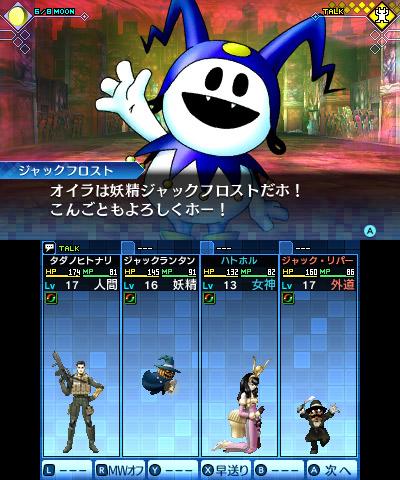 6/8 MOON
TALK
ジャックフロスト
オイラは妖精ジャックフロストだホ！
こんごともよろしくホー！
A
TALK
---
---
---
タダノヒトナリ
ジャックランタン
ハトホル
ジャック・リパー
HP 174 MP 81
HP 145 MP 91
HP 132 MP 82
HP 160 MP 86
Lv 17 人間
Lv 16 妖精
Lv 13 女神
Lv 17 外道
L ---
R MWオフ
Y ---
X 早送り
B ---
A 次へ